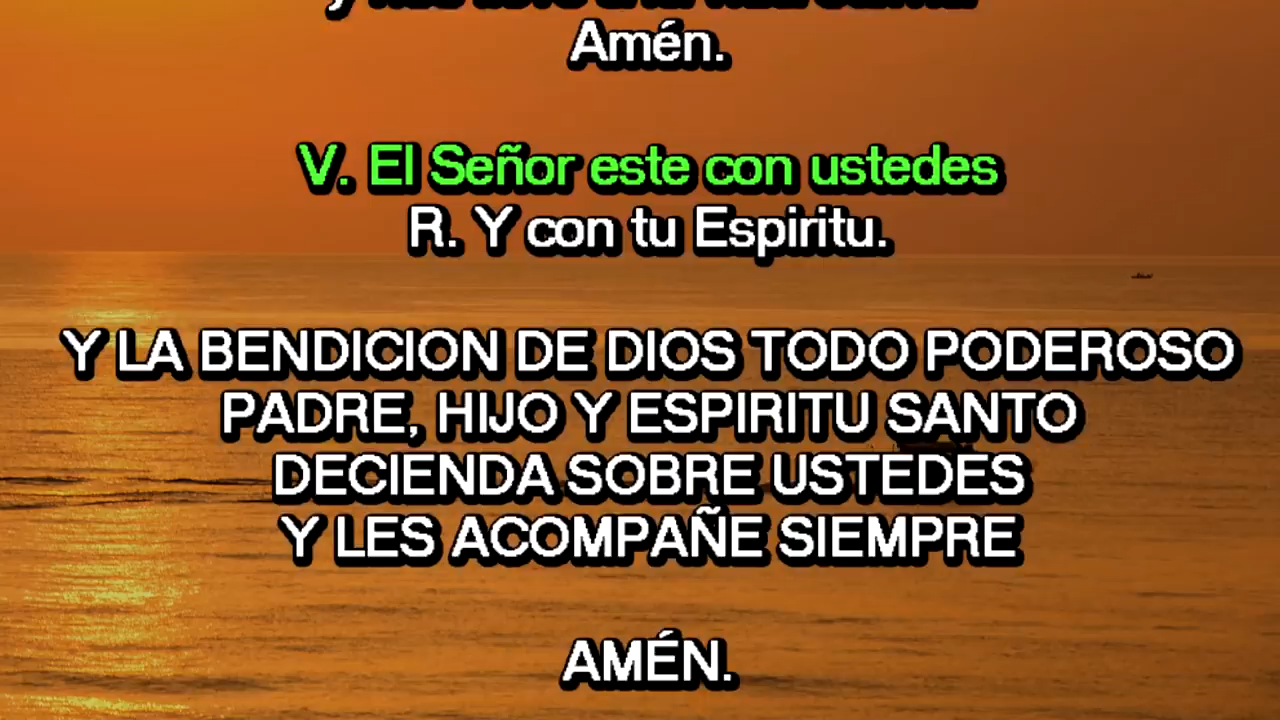 Amén.
V. El Señor este con ustedes
R. Y con tu Espiritu.
Y LA BENDICION DE DIOS TODO PODEROSO
PADRE, HIJO Y ESPIRITU SANTO
DECIENDA SOBRE USTEDES
Y LES ACOMPAÑE SIEMPRE
AMÉN.